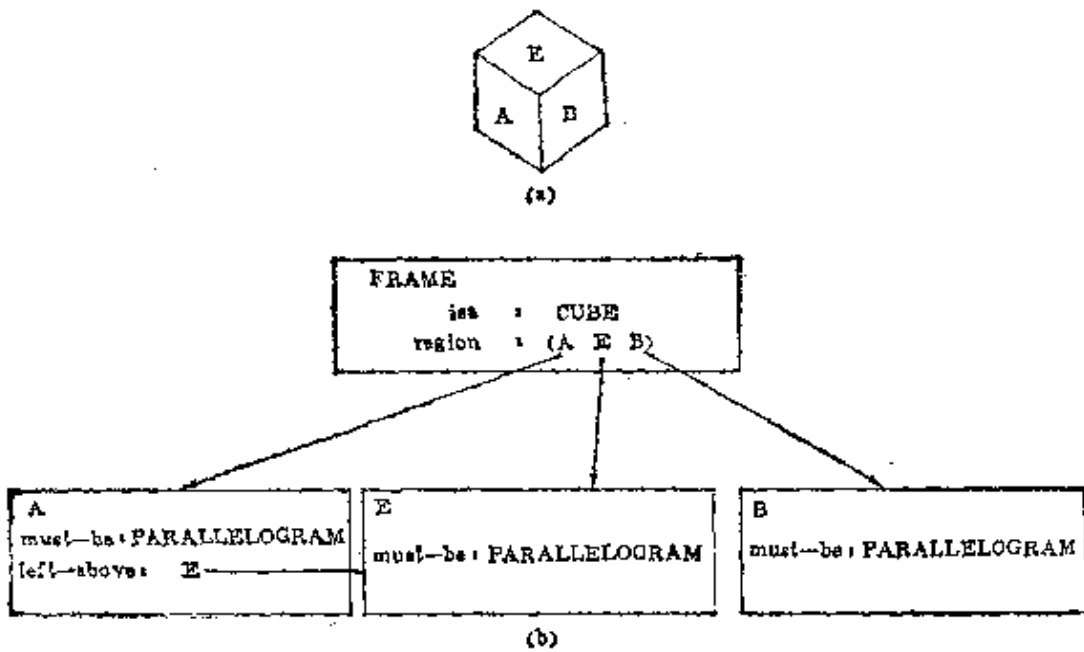 E
A B
(a)
FRAME
isa : CUBE
region : (A E B)
A
must-be: PARALLELOGRAM
left-above: E
E
must-be: PARALLELOGRAM
B
must-be: PARALLELOGRAM
(b)